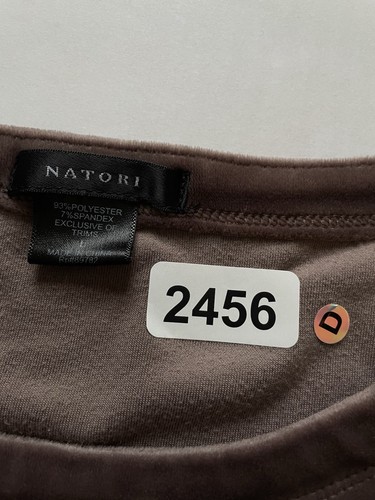 NATORI
93%POLYESTER
7%SPANDEX
EXCLUSIVE OF
TRIMS
L
2456
D